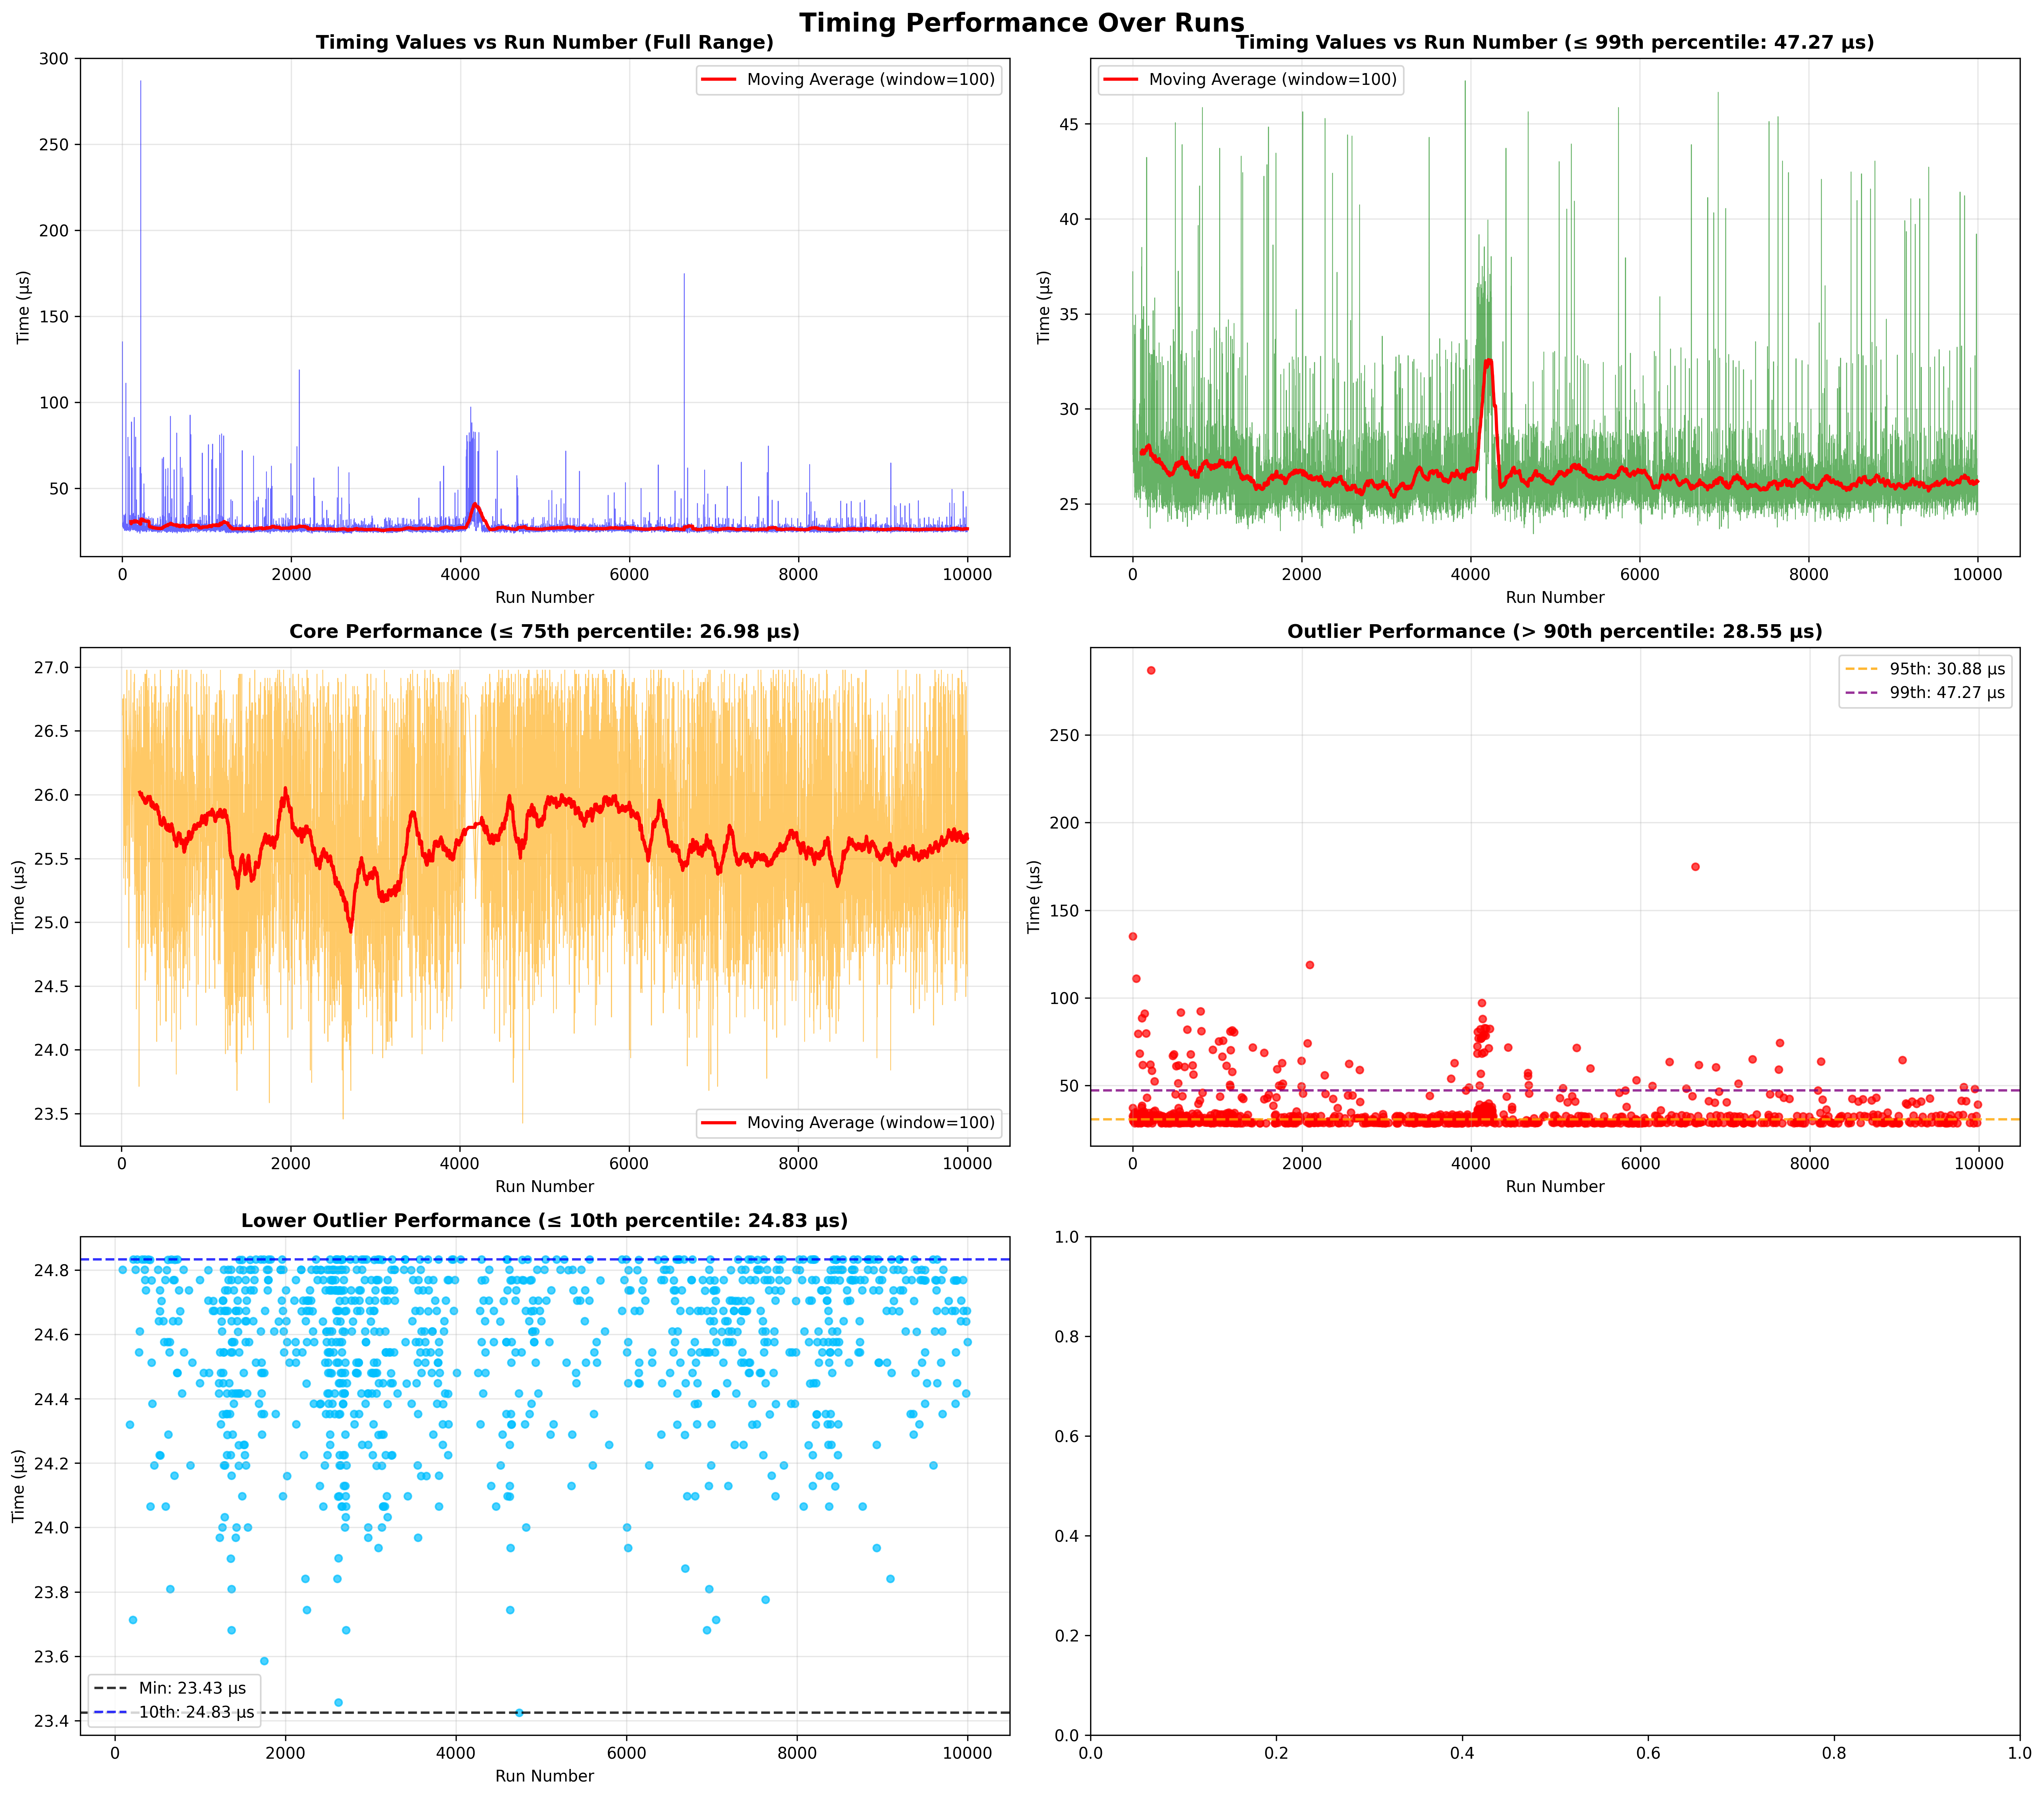 Timing Performance Over Runs
Timing Values vs Run Number (Full Range)
300
250
200
150
100
50
Time (µs)
Moving Average (window=100)
0 2000 4000 6000 8000 10000
Run Number
Timing Values vs Run Number (≤ 99th percentile: 47.27 µs)
45
40
35
30
25
Time (µs)
Moving Average (window=100)
0 2000 4000 6000 8000 10000
Run Number
Core Performance (≤ 75th percentile: 26.98 µs)
27.0
26.5
26.0
25.5
25.0
24.5
24.0
23.5
Time (µs)
Moving Average (window=100)
0 2000 4000 6000 8000 10000
Run Number
Outlier Performance (> 90th percentile: 28.55 µs)
250
200
150
100
50
Time (µs)
95th: 30.88 µs
99th: 47.27 µs
0 2000 4000 6000 8000 10000
Run Number
Lower Outlier Performance (≤ 10th percentile: 24.83 µs)
24.8
24.6
24.4
24.2
24.0
23.8
23.6
23.4
Time (µs)
Min: 23.43 µs
10th: 24.83 µs
0 2000 4000 6000 8000 10000
Run Number
1.0
0.8
0.6
0.4
0.2
0.0
0.0 0.2 0.4 0.6 0.8 1.0